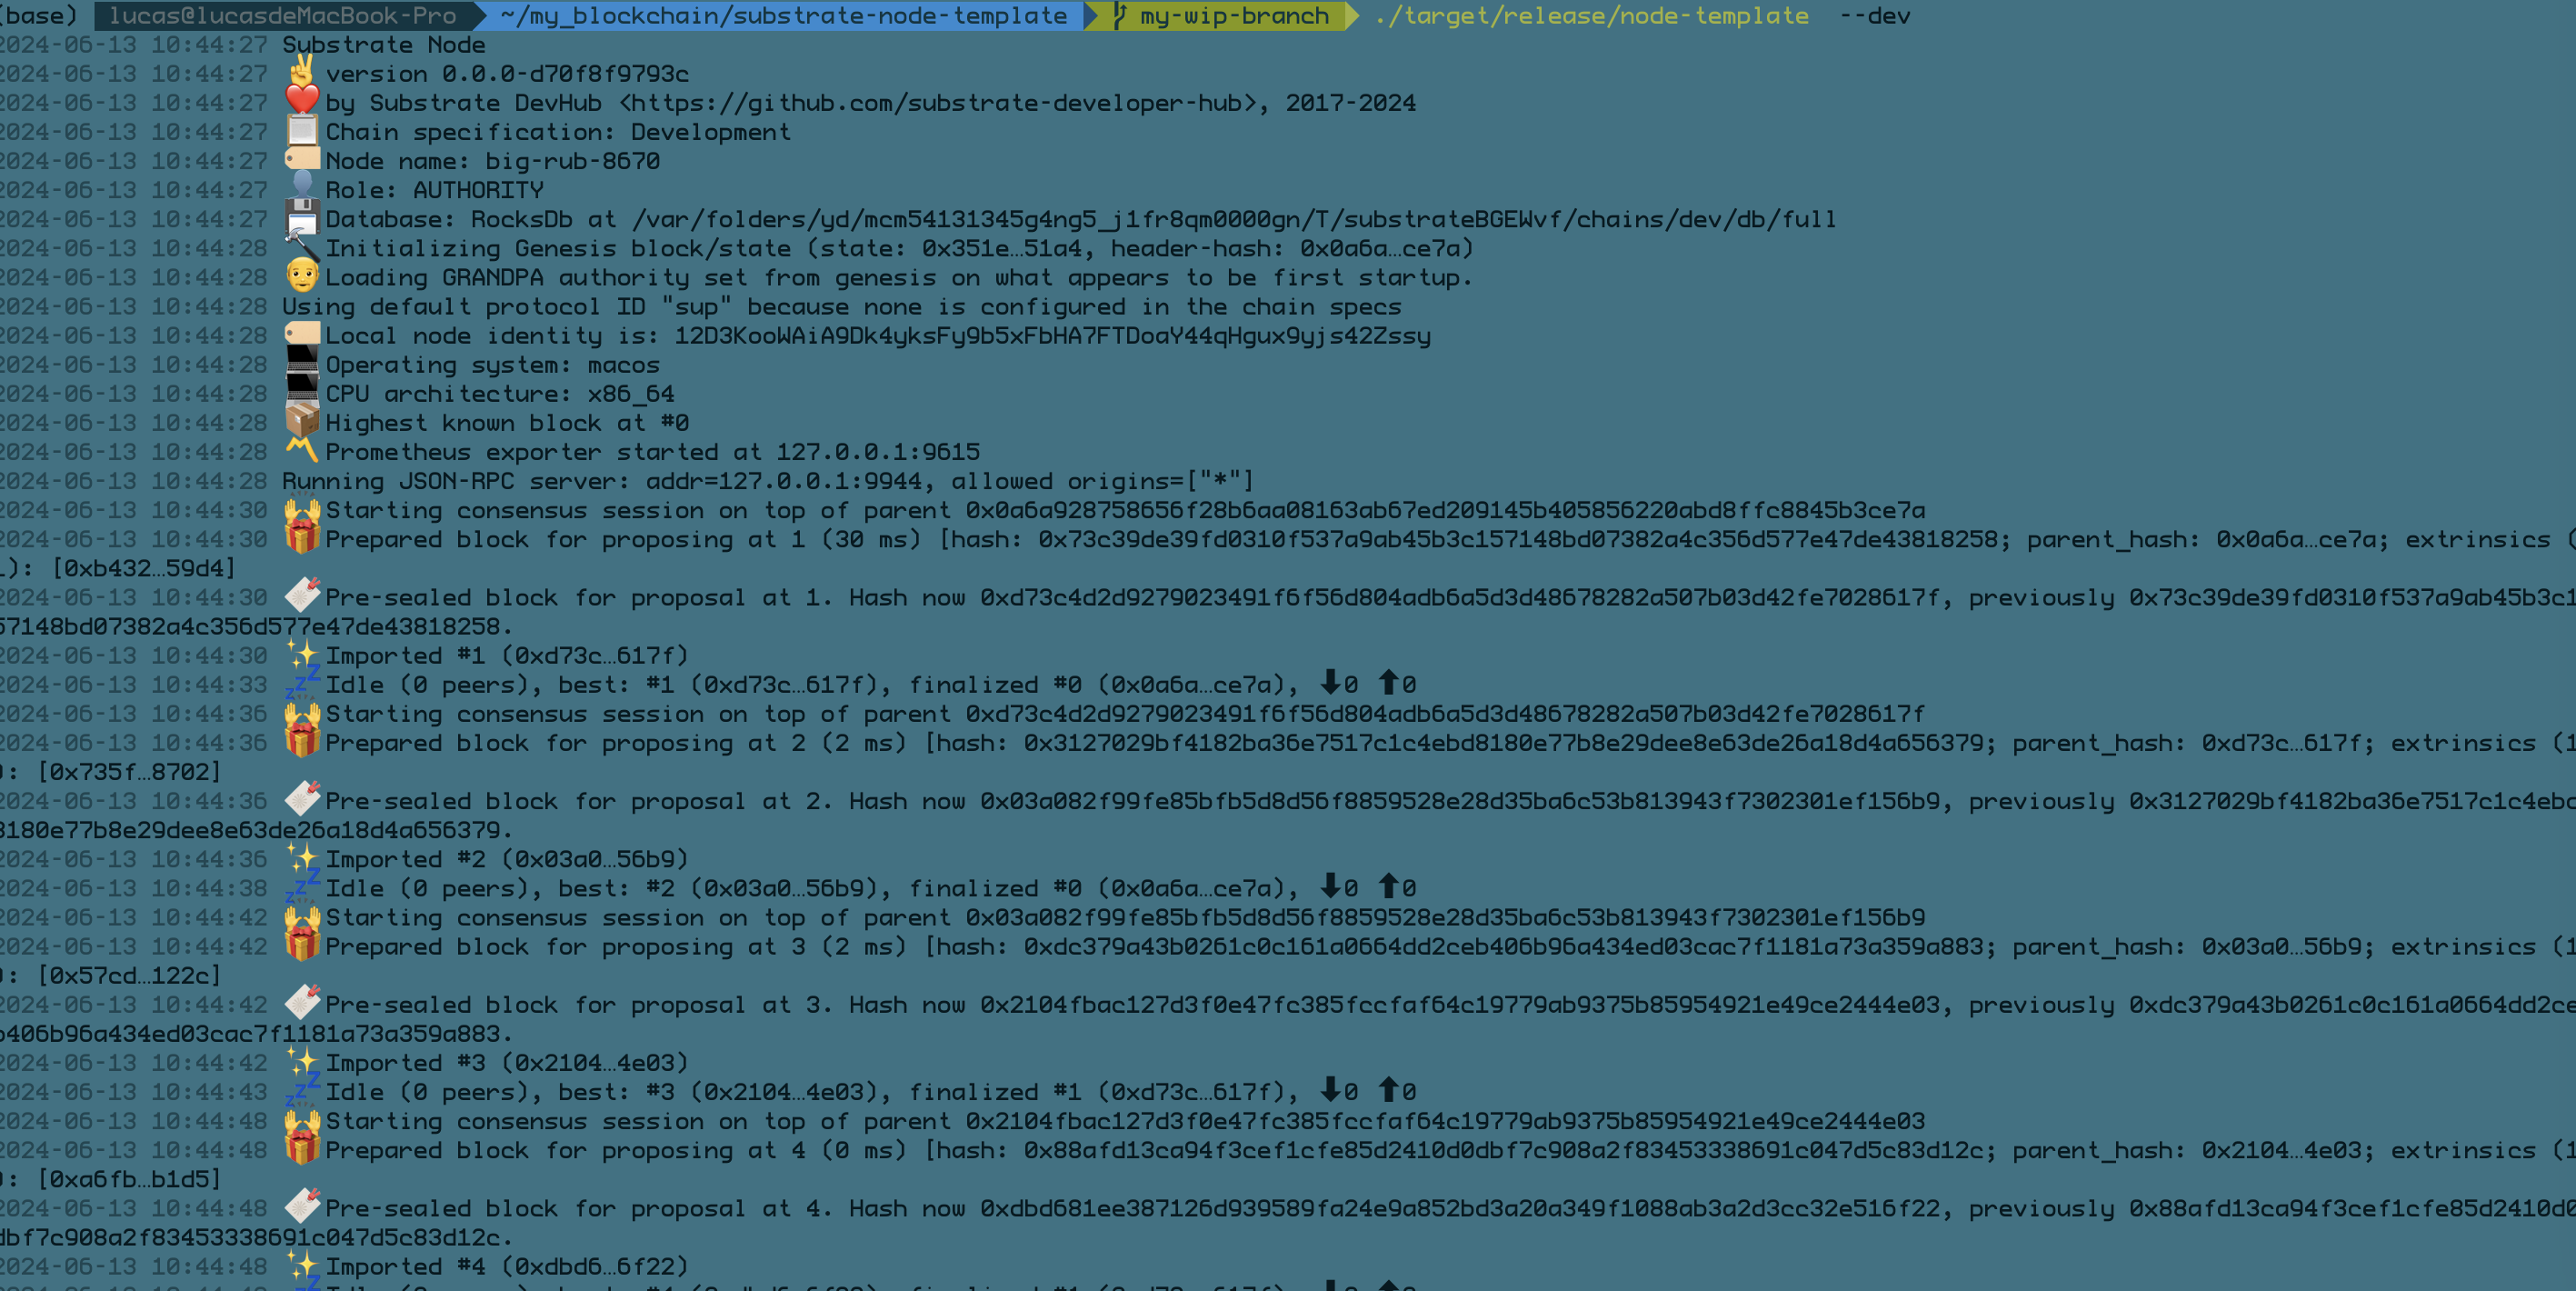 (base) lucas@lucasdeMacBook-Pro ~/my_blockchain/substrate-node-template my-wip-branch ./target/release/node-template --dev
2024-06-13 10:44:27 Substrate Node
2024-06-13 10:44:27 ✌️ version 0.0.0-d70f8f9793c
2024-06-13 10:44:27 ❤️ by Substrate DevHub <https://github.com/substrate-developer-hub>, 2017-2024
2024-06-13 10:44:27 📋 Chain specification: Development
2024-06-13 10:44:27 🏷 Node name: big-rub-8670
2024-06-13 10:44:27 👤 Role: AUTHORITY
2024-06-13 10:44:27 💾 Database: RocksDb at /var/folders/yd/mcm54131345g4ng5_j1fr8qm0000gn/T/substrateBGEWvf/chains/dev/db/full
2024-06-13 10:44:28 🔨 Initializing Genesis block/state (state: 0x351e…51a4, header-hash: 0x0a6a…ce7a)
2024-06-13 10:44:28 👴 Loading GRANDPA authority set from genesis on what appears to be first startup.
2024-06-13 10:44:28 Using default protocol ID "sup" because none is configured in the chain specs
2024-06-13 10:44:28 🏷 Local node identity is: 12D3KooWAiA9Dk4yksFy9b5xFbHA7FTDoaY44qHgux9yjs42Zssy
2024-06-13 10:44:28 💻 Operating system: macos
2024-06-13 10:44:28 💻 CPU architecture: x86_64
2024-06-13 10:44:28 📦 Highest known block at #0
2024-06-13 10:44:28 〽️ Prometheus exporter started at 127.0.0.1:9615
2024-06-13 10:44:28 Running JSON-RPC server: addr=127.0.0.1:9944, allowed origins=["*"]
2024-06-13 10:44:30 🙌 Starting consensus session on top of parent 0x0a6a928758656f28b6aa08163ab67ed209145b405856220abd8ffc8845b3ce7a
2024-06-13 10:44:30 🎁 Prepared block for proposing at 1 (30 ms) [hash: 0x73c39de39fd0310f537a9ab45b3c157148bd07382a4c356d577e47de43818258; parent_hash: 0x0a6a…ce7a; extrinsics (
1): [0xb432…59d4]
2024-06-13 10:44:30 🔖 Pre-sealed block for proposal at 1. Hash now 0xd73c4d2d9279023491f6f56d804adb6a5d3d48678282a507b03d42fe7028617f, previously 0x73c39de39fd0310f537a9ab45b3c1
57148bd07382a4c356d577e47de43818258.
2024-06-13 10:44:30 ✨ Imported #1 (0xd73c…617f)
2024-06-13 10:44:33 💤 Idle (0 peers), best: #1 (0xd73c…617f), finalized #0 (0x0a6a…ce7a), ⬇ 0 ⬆ 0
2024-06-13 10:44:36 🙌 Starting consensus session on top of parent 0xd73c4d2d9279023491f6f56d804adb6a5d3d48678282a507b03d42fe7028617f
2024-06-13 10:44:36 🎁 Prepared block for proposing at 2 (2 ms) [hash: 0x3127029bf4182ba36e7517c1c4ebd8180e77b8e29dee8e63de26a18d4a656379; parent_hash: 0xd73c…617f; extrinsics (1
): [0x735f…8702]
2024-06-13 10:44:36 🔖 Pre-sealed block for proposal at 2. Hash now 0x03a082f99fe85bfb5d8d56f8859528e28d35ba6c53b813943f7302301ef156b9, previously 0x3127029bf4182ba36e7517c1c4ebd
8180e77b8e29dee8e63de26a18d4a656379.
2024-06-13 10:44:36 ✨ Imported #2 (0x03a0…56b9)
2024-06-13 10:44:38 💤 Idle (0 peers), best: #2 (0x03a0…56b9), finalized #0 (0x0a6a…ce7a), ⬇ 0 ⬆ 0
2024-06-13 10:44:42 🙌 Starting consensus session on top of parent 0x03a082f99fe85bfb5d8d56f8859528e28d35ba6c53b813943f7302301ef156b9
2024-06-13 10:44:42 🎁 Prepared block for proposing at 3 (2 ms) [hash: 0xdc379a43b0261c0c161a0664dd2ceb406b96a434ed03cac7f1181a73a359a883; parent_hash: 0x03a0…56b9; extrinsics (1
): [0x57cd…122c]
2024-06-13 10:44:42 🔖 Pre-sealed block for proposal at 3. Hash now 0x2104fbac127d3f0e47fc385fccfaf64c19779ab9375b85954921e49ce2444e03, previously 0xdc379a43b0261c0c161a0664dd2ce
b406b96a434ed03cac7f1181a73a359a883.
2024-06-13 10:44:42 ✨ Imported #3 (0x2104…4e03)
2024-06-13 10:44:43 💤 Idle (0 peers), best: #3 (0x2104…4e03), finalized #1 (0xd73c…617f), ⬇ 0 ⬆ 0
2024-06-13 10:44:48 🙌 Starting consensus session on top of parent 0x2104fbac127d3f0e47fc385fccfaf64c19779ab9375b85954921e49ce2444e03
2024-06-13 10:44:48 🎁 Prepared block for proposing at 4 (0 ms) [hash: 0x88afd13ca94f3cef1cfe85d2410d0dbf7c908a2f83453338691c047d5c83d12c; parent_hash: 0x2104…4e03; extrinsics (1
): [0xa6fb…b1d5]
2024-06-13 10:44:48 🔖 Pre-sealed block for proposal at 4. Hash now 0xdbd681ee387126d939589fa24e9a852bd3a20a349f1088ab3a2d3cc32e516f22, previously 0x88afd13ca94f3cef1cfe85d2410d0
dbf7c908a2f83453338691c047d5c83d12c.
2024-06-13 10:44:48 ✨ Imported #4 (0xdbd6…6f22)